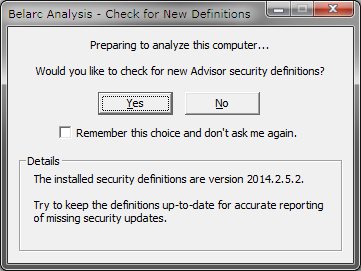 Belarc Analysis - Check for New Definitions
Preparing to analyze this computer...
Would you like to check for new Advisor security definitions?
Yes
No
Remember this choice and don't ask me again.
Details
The installed security definitions are version 2014.2.5.2.
Try to keep the definitions up-to-date for accurate reporting
of missing security updates.